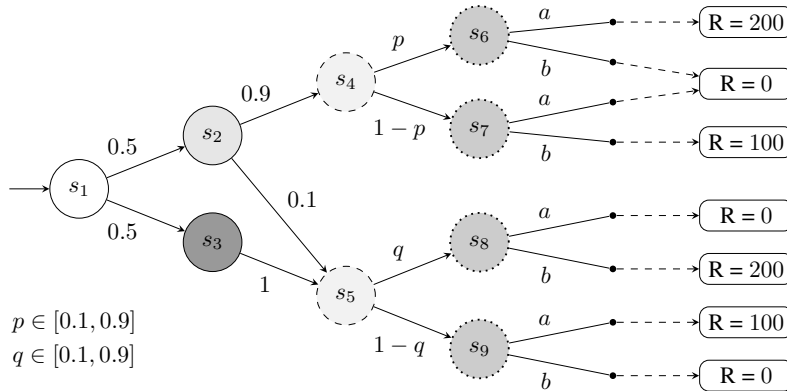 a
R = 200
s₆
p
b
s₄
0.9
R = 0
a
1 − p
s₇
s₂
b
R = 100
0.5
s₁
0.1
0.5
a
R = 0
s₈
q
s₃
b
R = 200
1
s₅
p ∈ [0.1, 0.9]
a
R = 100
1 − q
s₉
q ∈ [0.1, 0.9]
b
R = 0